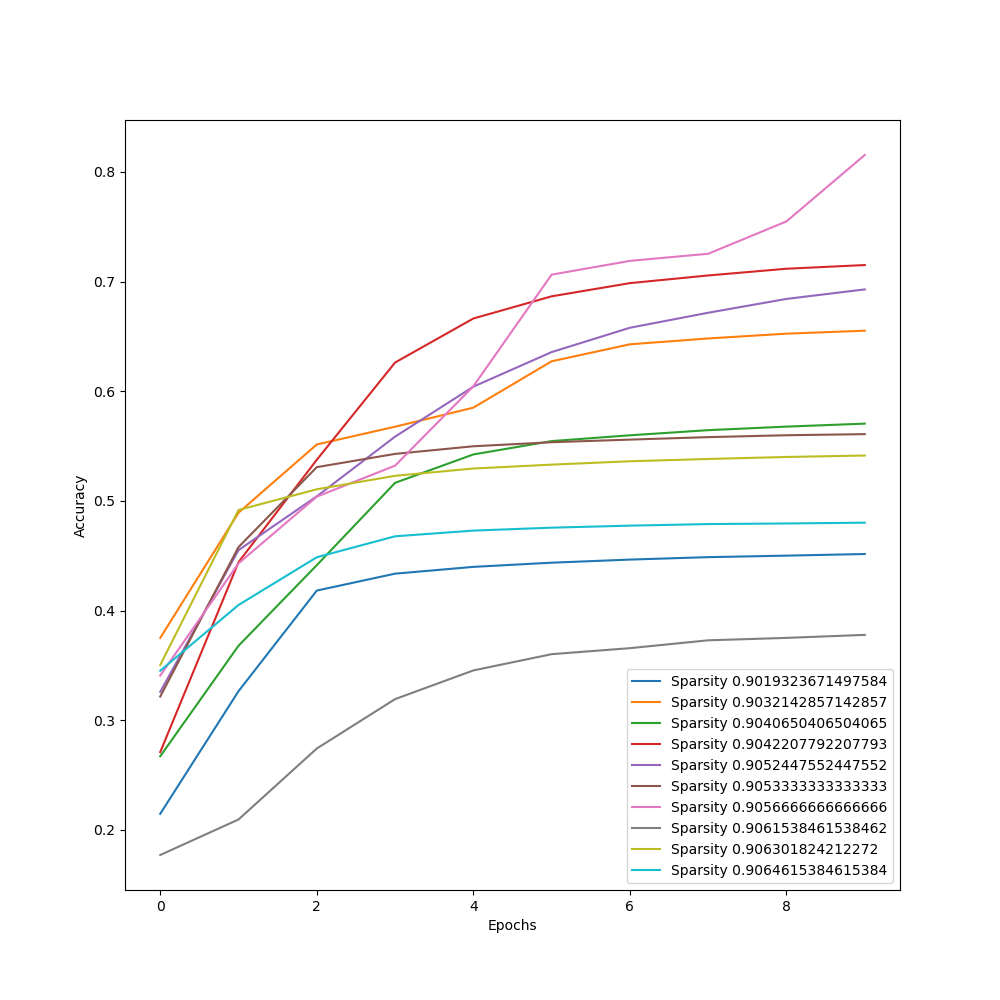 0.8
0.7
0.6
0.5
0.4
0.3
0.2
Accuracy
0
2
4
6
8
Epochs
Sparsity 0.9019323671497584
Sparsity 0.9032142857142857
Sparsity 0.9040650406504065
Sparsity 0.9042207792207793
Sparsity 0.9052447552447552
Sparsity 0.9053333333333333
Sparsity 0.9056666666666666
Sparsity 0.9061538461538462
Sparsity 0.906301824212272
Sparsity 0.9064615384615384